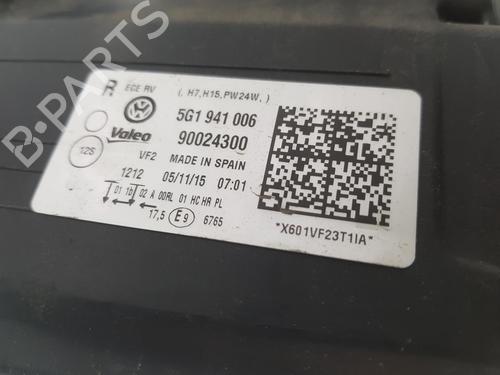 R ECE RV (, H7,H15,PW24W, )
5G1 941 006
Valeo 90024300
12S VF2 MADE IN SPAIN
1212 05/11/15 07:01
01 1b 02 A 00RL 01 HC HR PL
17,5 E9 6765
*X601VF23T1IA*
B-PARTS